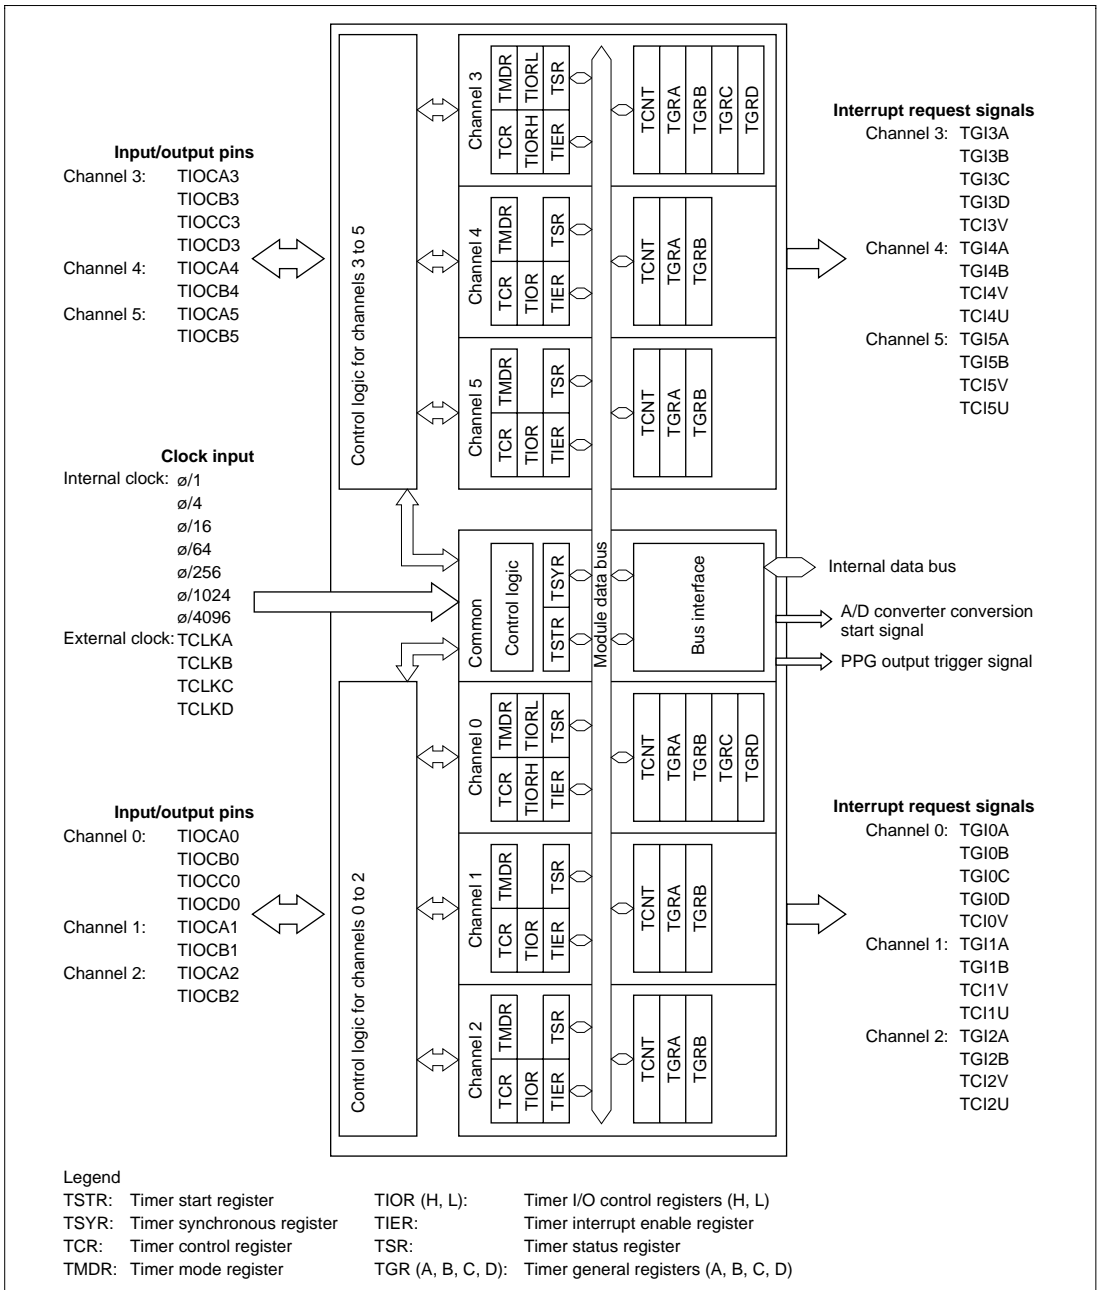 Input/output pins
Channel 3: TIOCA3
TIOCB3
TIOCC3
TIOCD3
Channel 4: TIOCA4
TIOCB4
Channel 5: TIOCA5
TIOCB5
Clock input
Internal clock: ø/1
ø/4
ø/16
ø/64
ø/256
ø/1024
ø/4096
External clock: TCLKA
TCLKB
TCLKC
TCLKD
Input/output pins
Channel 0: TIOCA0
TIOCB0
TIOCC0
TIOCD0
Channel 1: TIOCA1
TIOCB1
Channel 2: TIOCA2
TIOCB2
Control logic for channels 3 to 5
Control logic for channels 0 to 2
Channel 3
TCR TMDR
TIORH TIORL
TIER TSR
TCNT
TGRA
TGRB
TGRC
TGRD
Channel 4
TCR TMDR
TIOR
TIER TSR
TCNT
TGRA
TGRB
Channel 5
TCR TMDR
TIOR
TIER TSR
TCNT
TGRA
TGRB
Common
Control logic
TSTR TSYR
Module data bus
Bus interface
Channel 0
TCR TMDR
TIORH TIORL
TIER TSR
TCNT
TGRA
TGRB
TGRC
TGRD
Channel 1
TCR TMDR
TIOR
TIER TSR
TCNT
TGRA
TGRB
Channel 2
TCR TMDR
TIOR
TIER TSR
TCNT
TGRA
TGRB
Interrupt request signals
Channel 3: TGI3A
TGI3B
TGI3C
TGI3D
TCI3V
Channel 4: TGI4A
TGI4B
TCI4V
TCI4U
Channel 5: TGI5A
TGI5B
TCI5V
TCI5U
Internal data bus
A/D converter conversion
start signal
PPG output trigger signal
Interrupt request signals
Channel 0: TGI0A
TGI0B
TGI0C
TGI0D
TCI0V
Channel 1: TGI1A
TGI1B
TCI1V
TCI1U
Channel 2: TGI2A
TGI2B
TCI2V
TCI2U
Legend
TSTR: Timer start register
TSYR: Timer synchronous register
TCR: Timer control register
TMDR: Timer mode register
TIOR (H, L): Timer I/O control registers (H, L)
TIER: Timer interrupt enable register
TSR: Timer status register
TGR (A, B, C, D): Timer general registers (A, B, C, D)